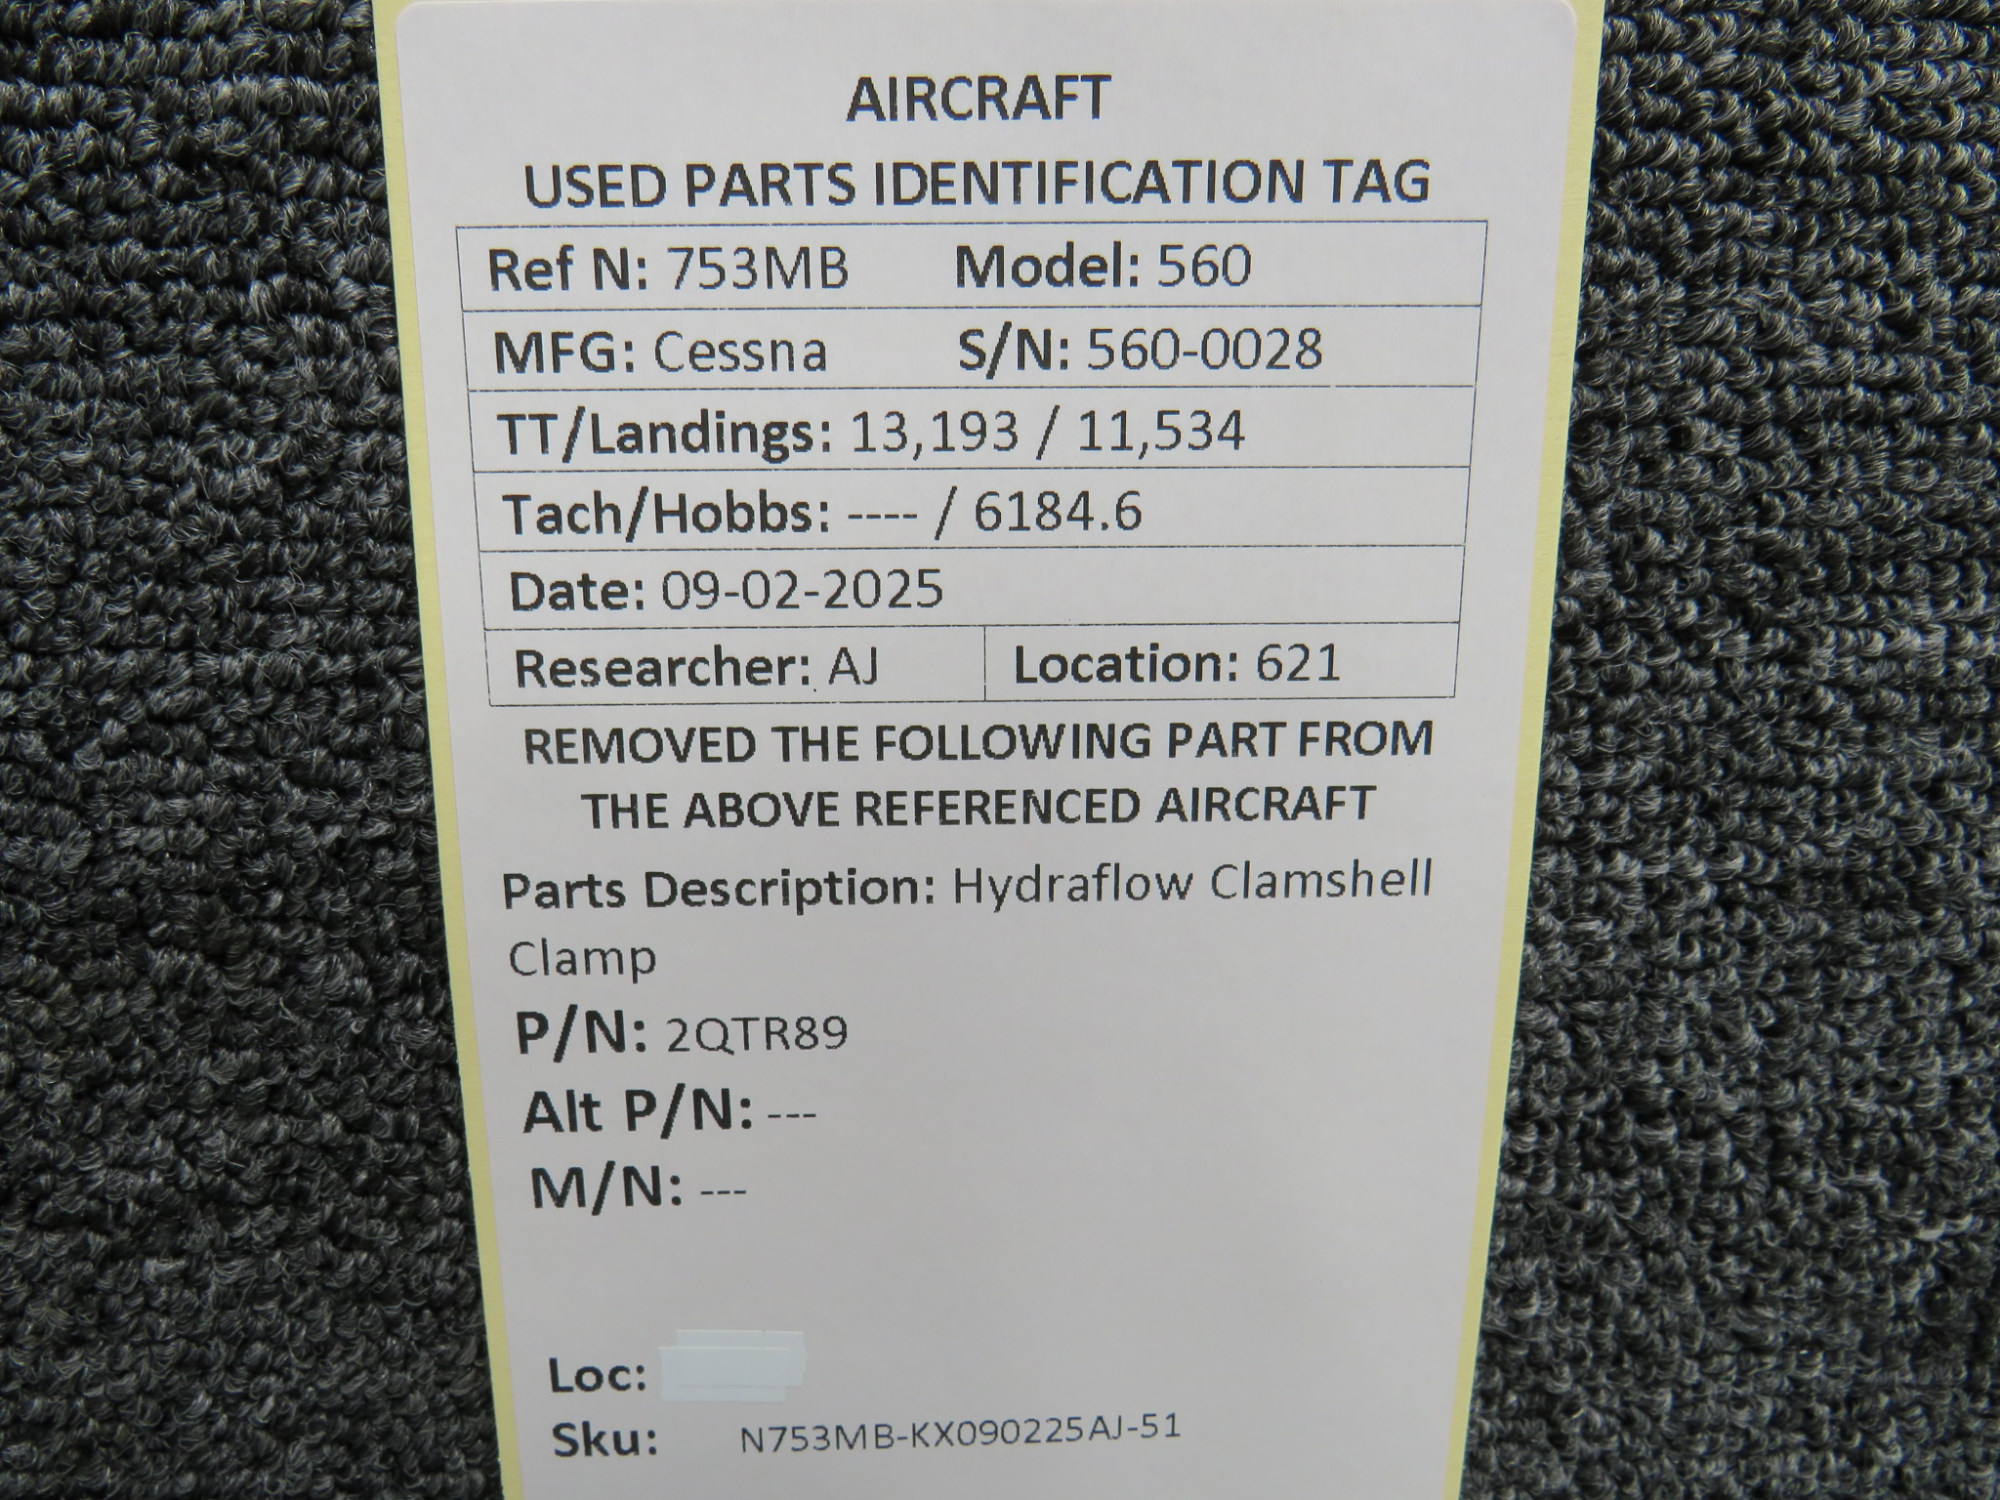 AIRCRAFT
USED PARTS IDENTIFICATION TAG
Ref N: 753MB Model: 560
MFG: Cessna S/N: 560-0028
TT/Landings: 13,193 / 11,534
Tach/Hobbs: ---- / 6184.6
Date: 09-02-2025
Researcher: AJ Location: 621
REMOVED THE FOLLOWING PART FROM
THE ABOVE REFERENCED AIRCRAFT
Parts Description: Hydraflow Clamshell
Clamp
P/N: 2QTR89
Alt P/N: ---
M/N: ---
Loc:
Sku: N753MB-KX090225AJ-51